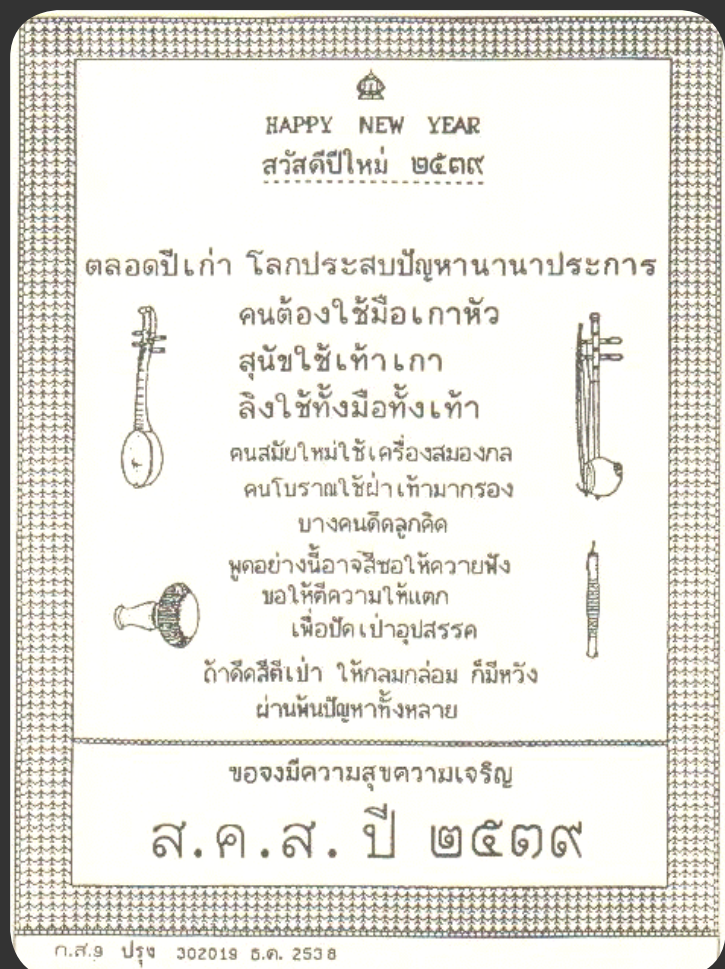 HAPPY NEW YEAR
สวัสดีปีใหม่ ๒๕๓๙
ตลอดปีเก่า โลกประสบปัญหานานาประการ
คนต้องใช้มือเกาหัว
สุนัขใช้เท้าเกา
ลิงใช้ทั้งมือทั้งเท้า
คนสมัยใหม่ใช้เครื่องสมองกล
คนโบราณใช้ฝ่าเท้ามากรอง
บางคนดีดลูกคิด
พูดอย่างนี้อาจสีซอให้ควายฟัง
ขอให้ตีความให้แตก
เพื่อปัดเป่าอุปสรรค
ถ้าดีดสีตีเป่า ให้กลมกล่อม ก็มีหวัง
ผ่านพ้นปัญหาทั้งหลาย
ขอจงมีความสุขความเจริญ
ส.ค.ส. ปี ๒๕๓๙
ก.ส.9 ปรุง 302019 ธ.ค. 2538